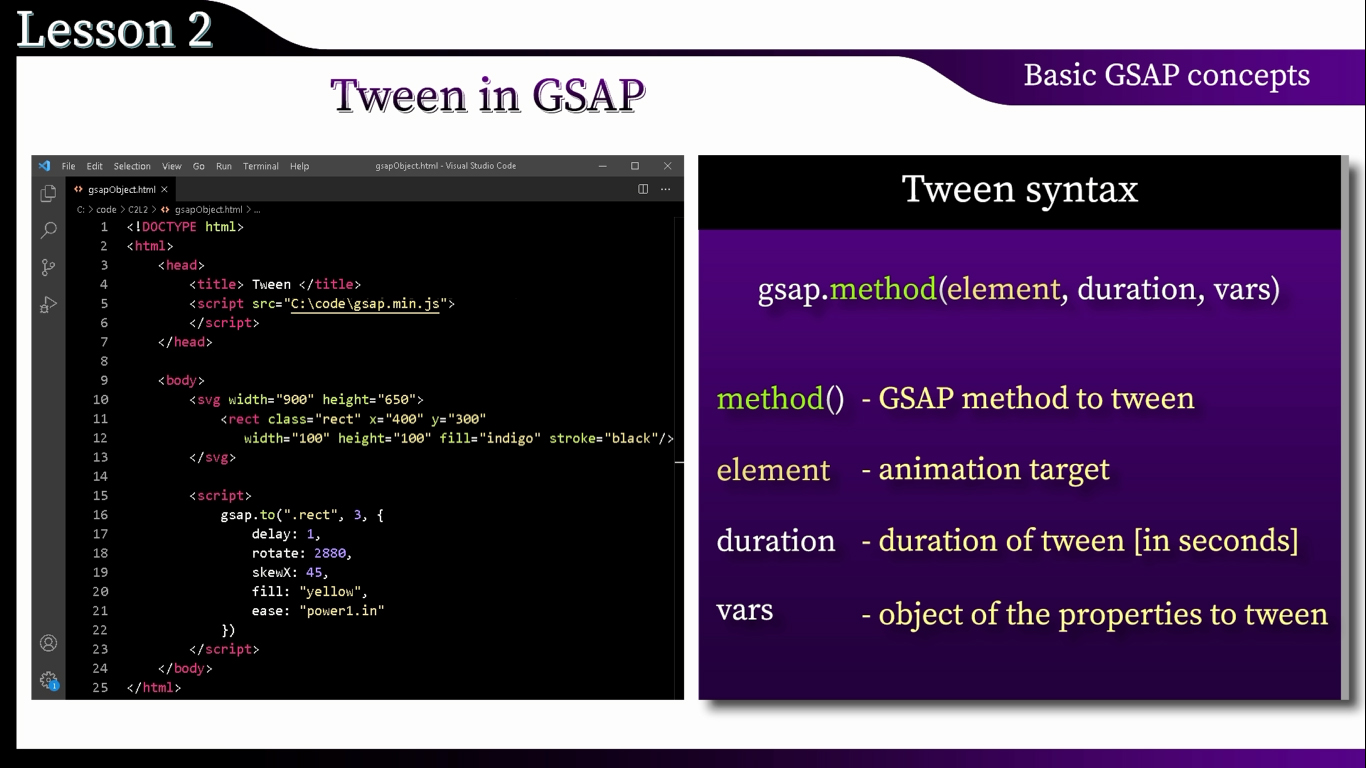 Lesson 2
Basic GSAP concepts
Tween in GSAP
File Edit Selection View Go Run Terminal Help gsapObject.html - Visual Studio Code
gsapObject.html
C: > code > C2L2 > gsapObject.html > ...
1 <!DOCTYPE html>
2 <html>
3 <head>
4 <title> Tween </title>
5 <script src="C:\code\gsap.min.js">
6 </script>
7 </head>
8
9 <body>
10 <svg width="900" height="650">
11 <rect class="rect" x="400" y="300"
12 width="100" height="100" fill="indigo" stroke="black"/>
13 </svg>
14
15 <script>
16 gsap.to(".rect", 3, {
17 delay: 1,
18 rotate: 2880,
19 skewX: 45,
20 fill: "yellow",
21 ease: "power1.in"
22 })
23 </script>
24 </body>
25 </html>
1
Tween syntax
gsap.method(element, duration, vars)
method() - GSAP method to tween
element - animation target
duration - duration of tween [in seconds]
vars - object of the properties to tween